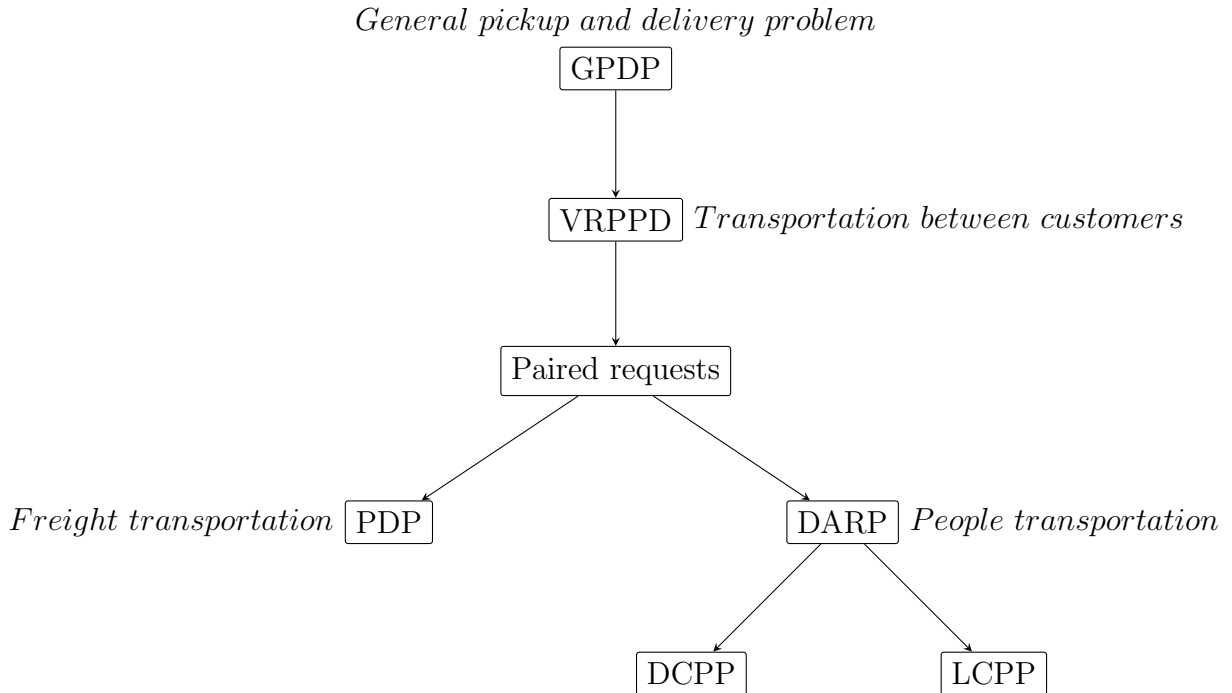 General pickup and delivery problem
GPDP
VRPPD Transportation between customers
Paired requests
Freight transportation PDP DARP People transportation
DCPP LCPP